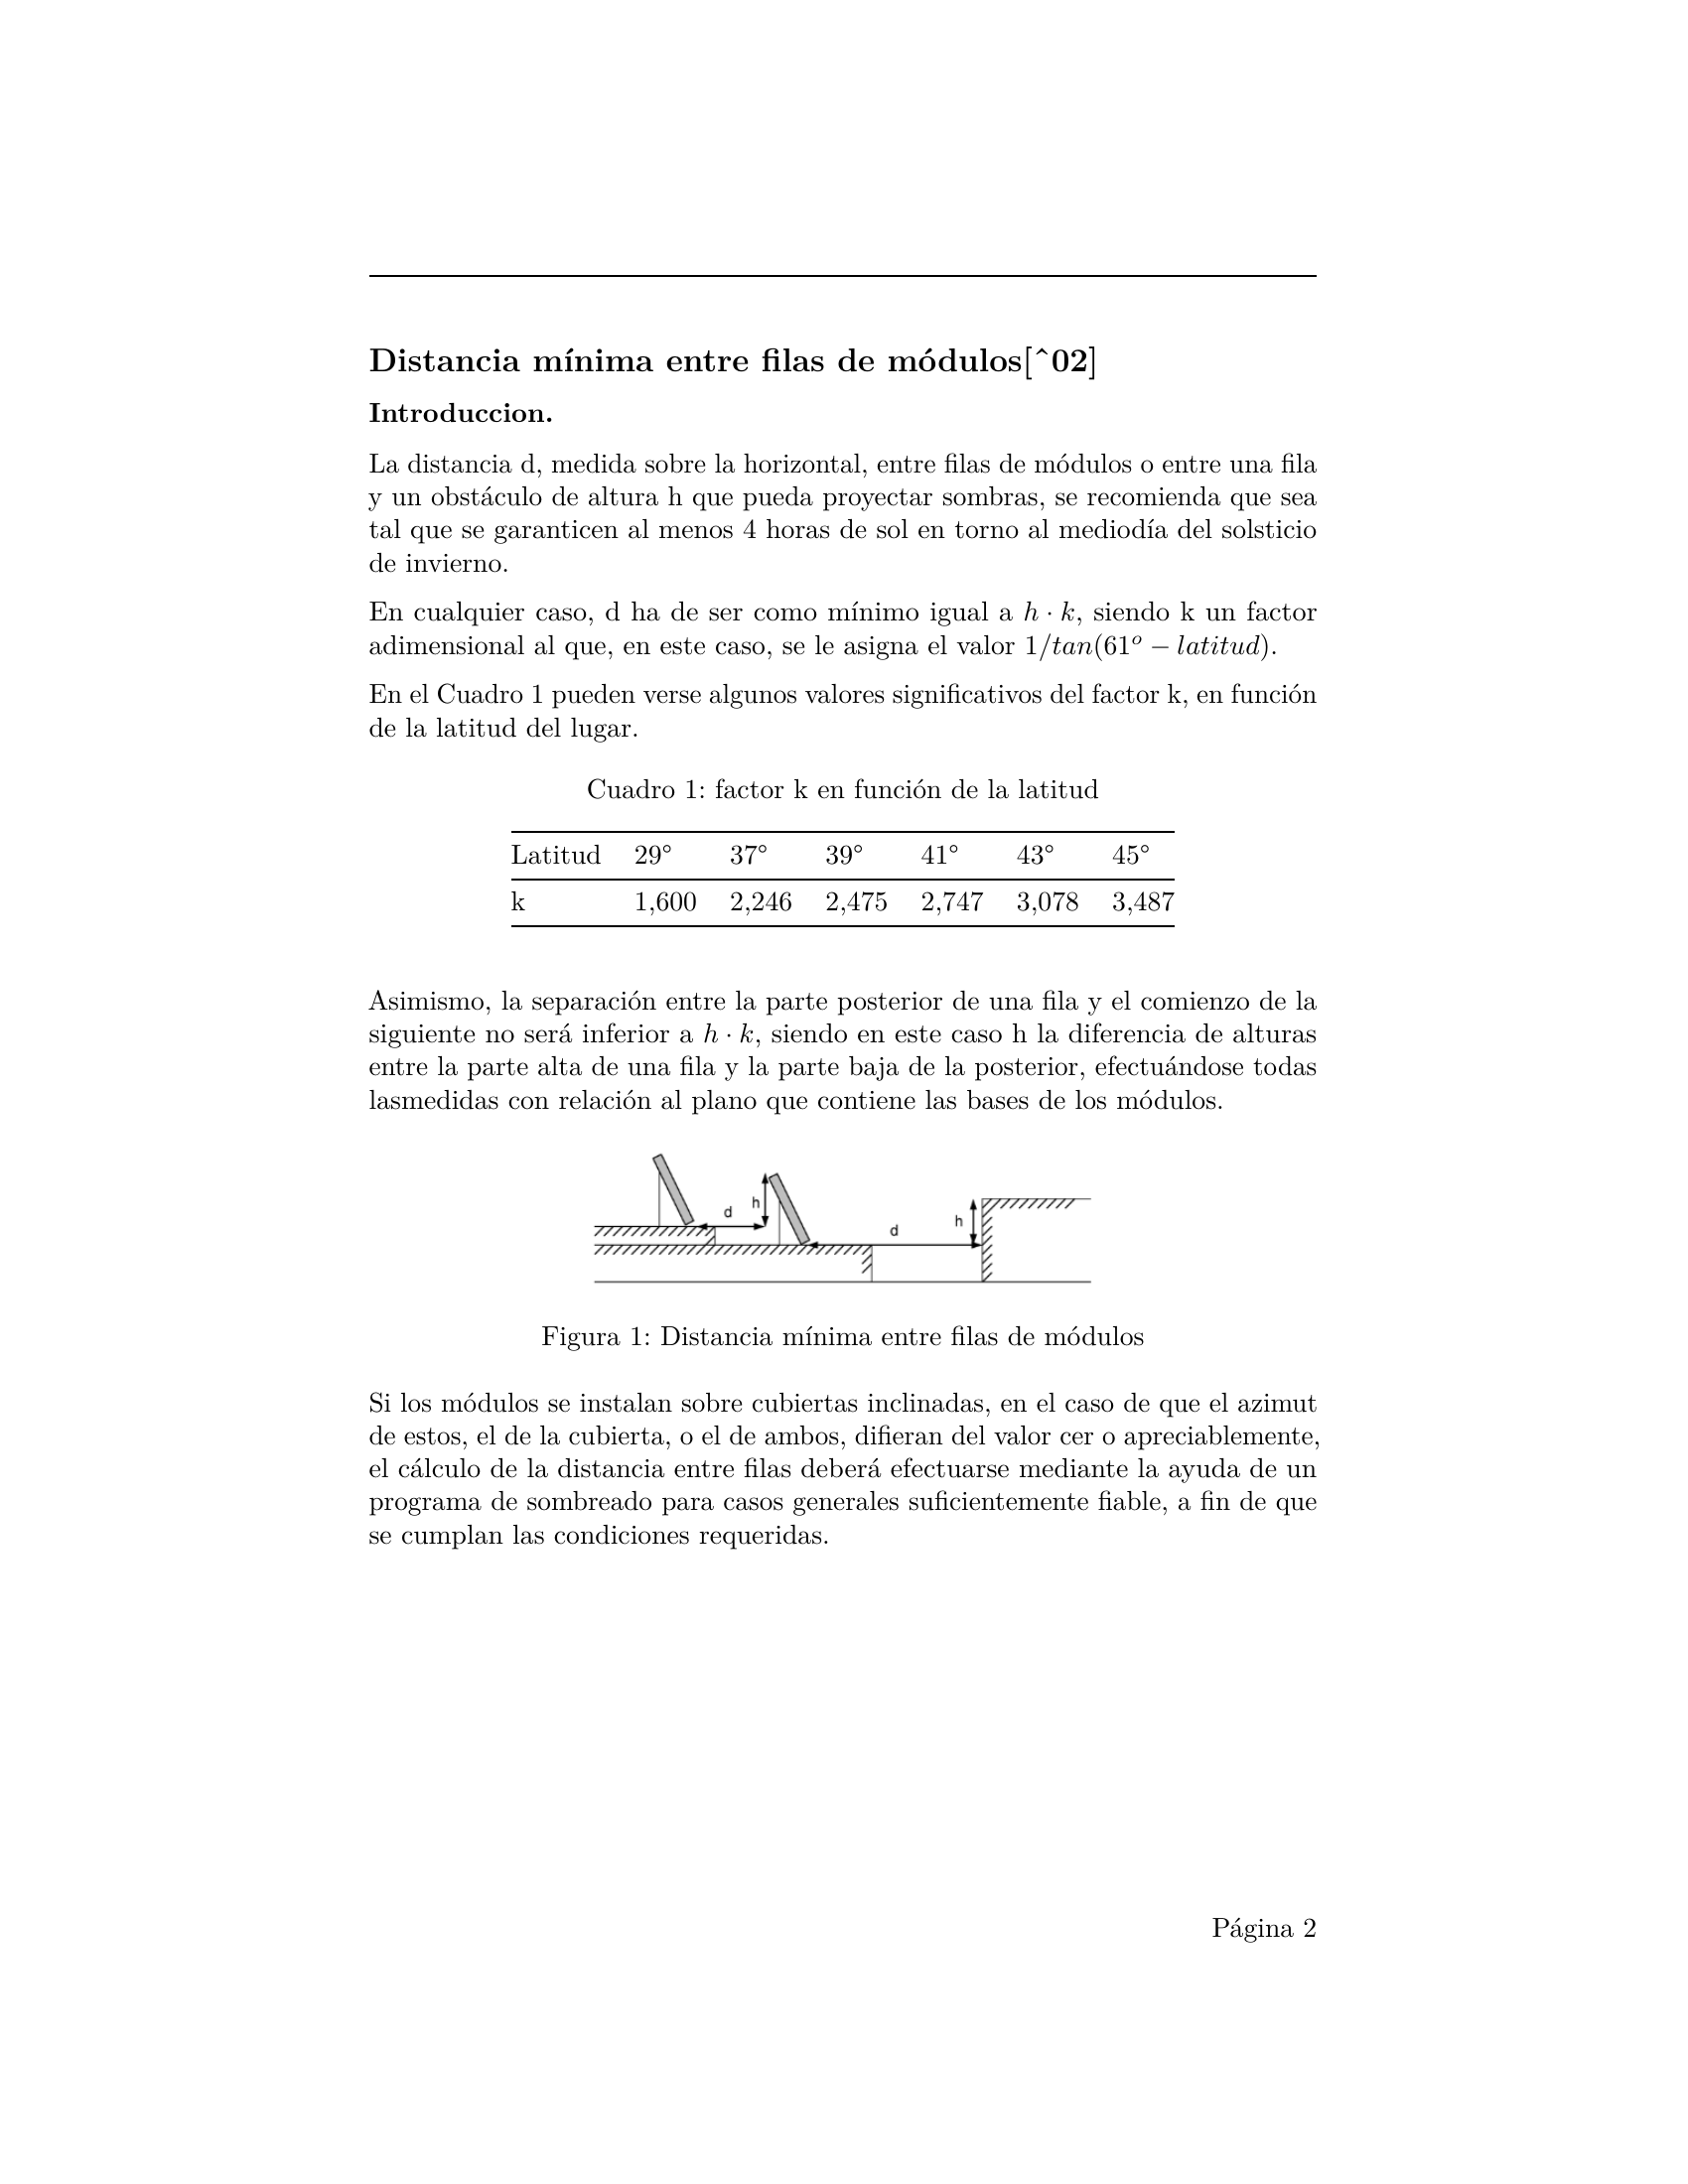 Distancia mínima entre filas de módulos[^02]
Introduccion.
La distancia d, medida sobre la horizontal, entre filas de módulos o entre una fila
y un obstáculo de altura h que pueda proyectar sombras, se recomienda que sea
tal que se garanticen al menos 4 horas de sol en torno al mediodía del solsticio
de invierno.
En cualquier caso, d ha de ser como mínimo igual a h · k, siendo k un factor
adimensional al que, en este caso, se le asigna el valor 1/tan(61º − latitud).
En el Cuadro 1 pueden verse algunos valores significativos del factor k, en función
de la latitud del lugar.
Cuadro 1: factor k en función de la latitud
Latitud 29° 37° 39° 41° 43° 45°
k 1,600 2,246 2,475 2,747 3,078 3,487
Asimismo, la separación entre la parte posterior de una fila y el comienzo de la
siguiente no será inferior a h · k, siendo en este caso h la diferencia de alturas
entre la parte alta de una fila y la parte baja de la posterior, efectuándose todas
lasmedidas con relación al plano que contiene las bases de los módulos.
d h d h
Figura 1: Distancia mínima entre filas de módulos
Si los módulos se instalan sobre cubiertas inclinadas, en el caso de que el azimut
de estos, el de la cubierta, o el de ambos, difieran del valor cer o apreciablemente,
el cálculo de la distancia entre filas deberá efectuarse mediante la ayuda de un
programa de sombreado para casos generales suficientemente fiable, a fin de que
se cumplan las condiciones requeridas.
Página 2